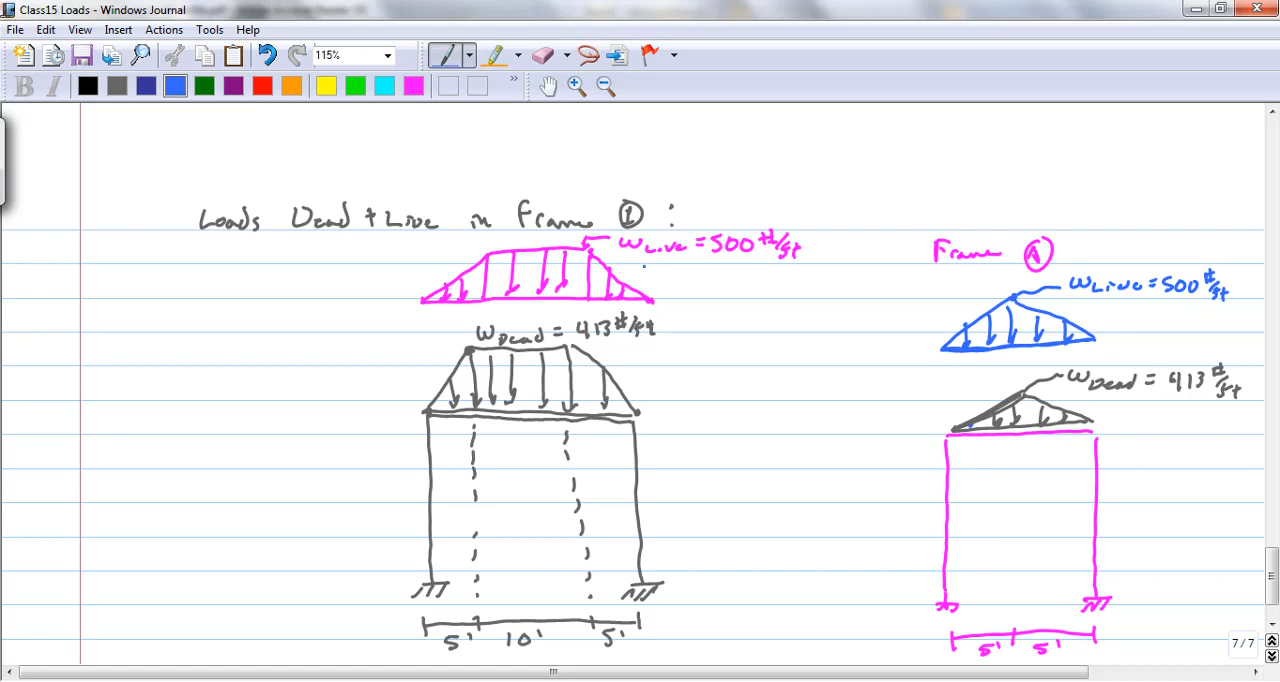 Class15 Loads - Windows Journal
File Edit View Insert Actions Tools Help
115%
B I
»
Loads Dead + Live in Frame ① :
wLive = 500 #/ft
wDead = 413 #/ft
5' 10' 5'
Frame Ⓐ
wLive = 500 #/ft
wDead = 413 #/ft
5' 5'
7 / 7